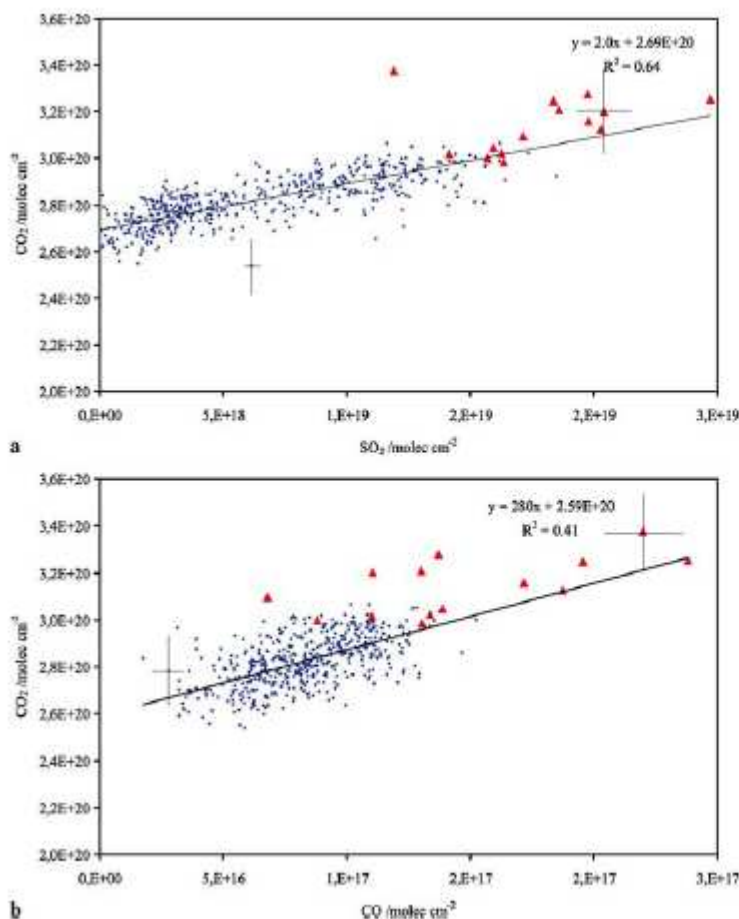 3,6E+20
3,4E+20
3,2E+20
3,0E+20
2,8E+20
2,6E+20
2,4E+20
2,2E+20
2,0E+20
CO₂ /molec cm⁻²
y = 2.0x + 2.69E+20
R² = 0.64
0,E+00 5,E+18 1,E+19 2,E+19 2,E+19 3,E+19
a SO₂ /molec cm⁻²
3,6E+20
3,4E+20
3,2E+20
3,0E+20
2,8E+20
2,6E+20
2,4E+20
2,2E+20
2,0E+20
CO₂ /molec cm⁻²
y = 280x + 2.59E+20
R² = 0.41
0,E+00 5,E+16 1,E+17 2,E+17 2,E+17 3,E+17
b CO /molec cm⁻²